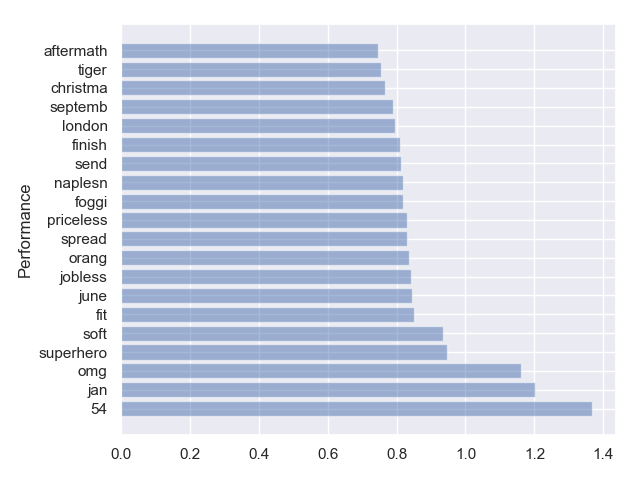 aftermath
tiger
christma
septemb
london
finish
send
naplesn
foggi
priceless
spread
orang
jobless
june
fit
soft
superhero
omg
jan
54
Performance
0.0 0.2 0.4 0.6 0.8 1.0 1.2 1.4